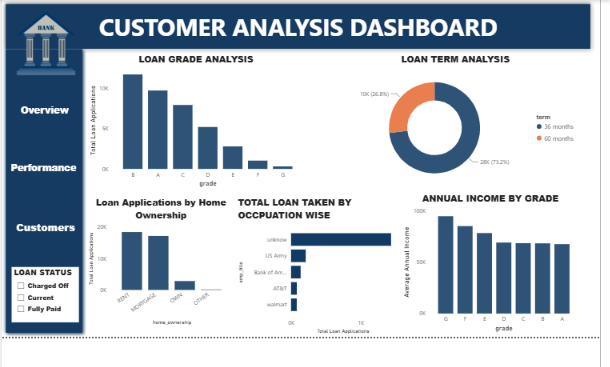 BANK
CUSTOMER ANALYSIS DASHBOARD
Overview
Performance
Customers
LOAN STATUS
Charged Off
Current
Fully Paid
LOAN GRADE ANALYSIS
Total Loan Applications
10K
5K
0K
B A C D E F G
grade
LOAN TERM ANALYSIS
10K (26.8%)
28K (73.2%)
term
36 months
60 months
Loan Applications by Home
Ownership
Total Loan Applications
20K
10K
0K
RENT MORTGAGE OWN OTHER
home_ownership
TOTAL LOAN TAKEN BY
OCCPUATION WISE
emp_title
unknow
US Army
Bank of Am...
AT&T
walmart
0K 1K
Total Loan Applications
ANNUAL INCOME BY GRADE
Average Annual Income
100K
50K
0K
G F E D C B A
grade